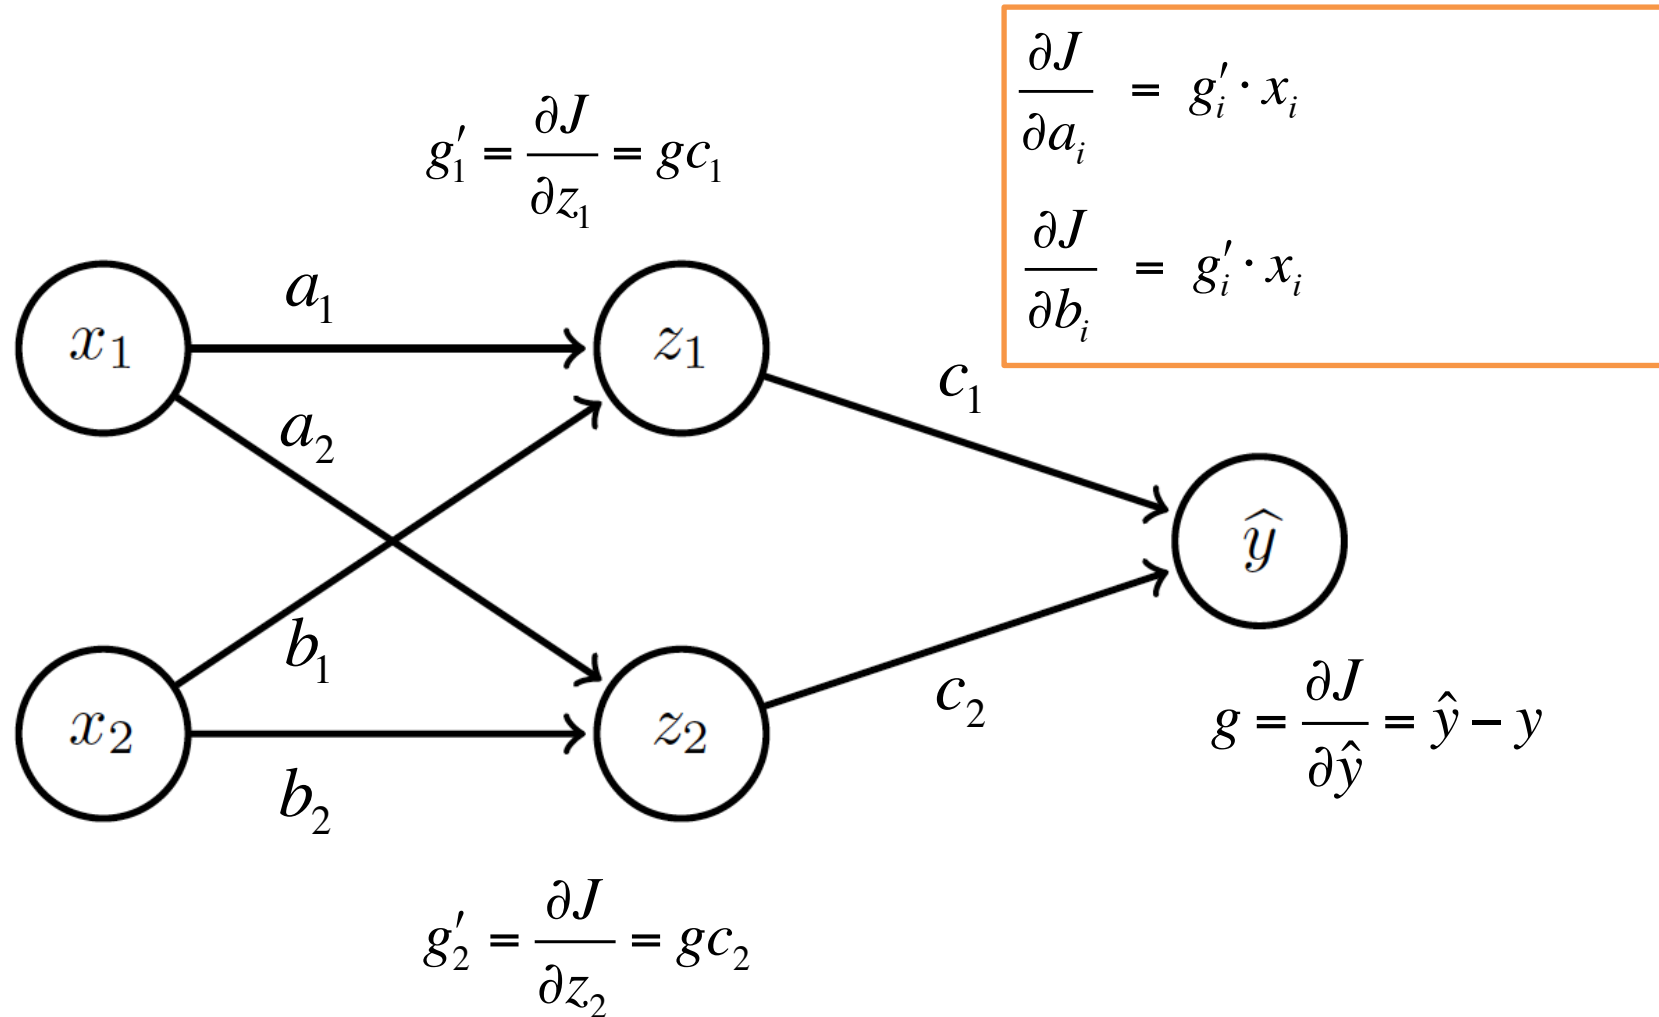 ∂J/∂a_i = g′_i · x_i
∂J/∂b_i = g′_i · x_i
g′_1 = ∂J/∂z_1 = gc_1
x_1
a_1
z_1
a_2
c_1
ŷ
b_1
x_2
z_2
b_2
c_2
g = ∂J/∂ŷ = ŷ − y
g′_2 = ∂J/∂z_2 = gc_2